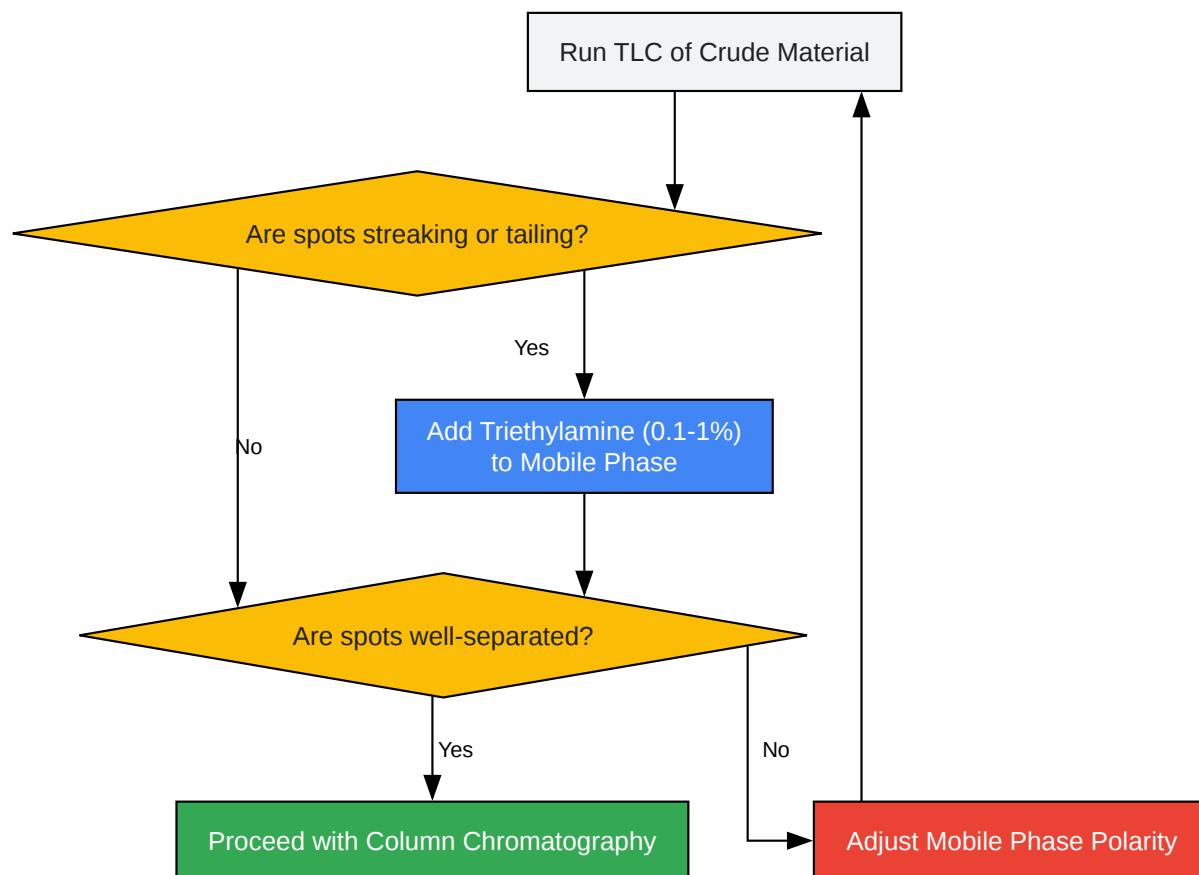 Run TLC of Crude Material
Are spots streaking or tailing?
Yes
No
Add Triethylamine (0.1-1%)
to Mobile Phase
Are spots well-separated?
Yes
No
Proceed with Column Chromatography
Adjust Mobile Phase Polarity